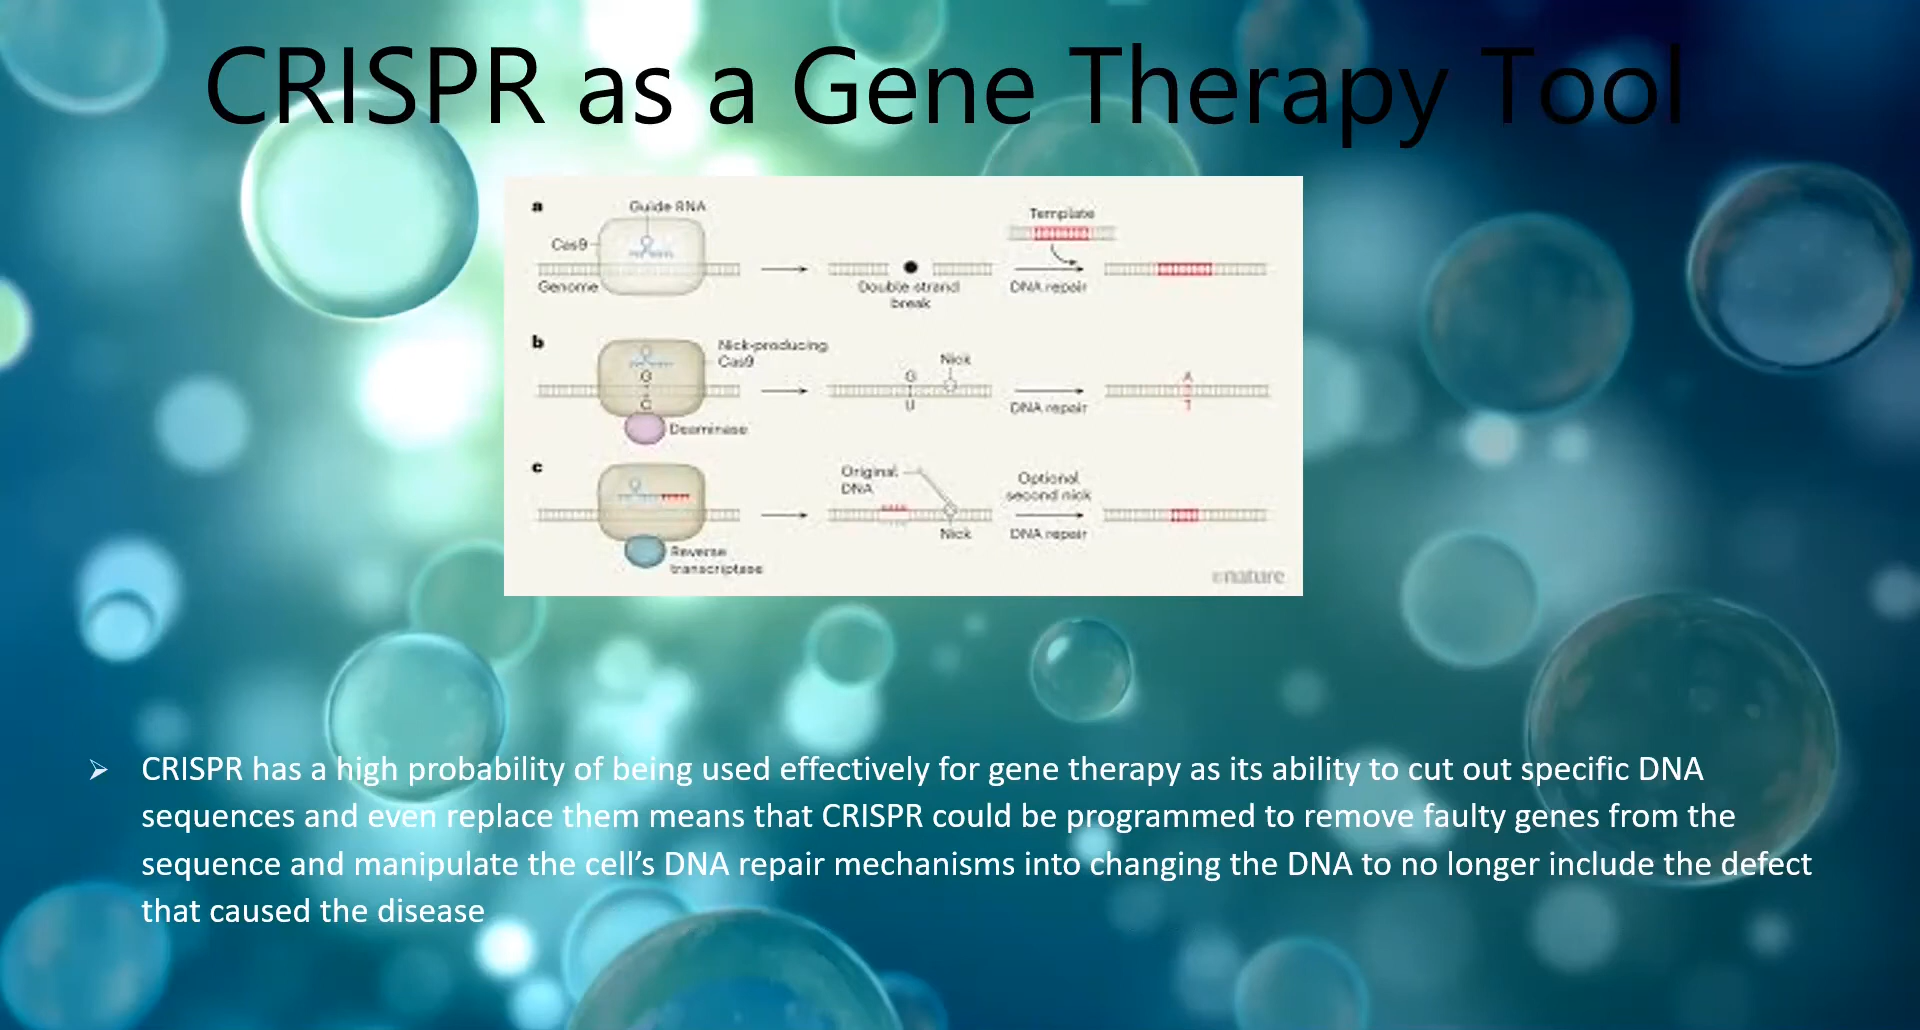 CRISPR as a Gene Therapy Tool
a
Guide RNA
Cas9
Genome
Double strand
break
Template
DNA repair
b
Nick-producing
Cas9
G
C
Deaminase
G
U
Nick
DNA repair
A
T
c
Reverse
transcriptase
Original
DNA
Nick
Optional
second nick
DNA repair
nature
CRISPR has a high probability of being used effectively for gene therapy as its ability to cut out specific DNA
sequences and even replace them means that CRISPR could be programmed to remove faulty genes from the
sequence and manipulate the cell’s DNA repair mechanisms into changing the DNA to no longer include the defect
that caused the disease